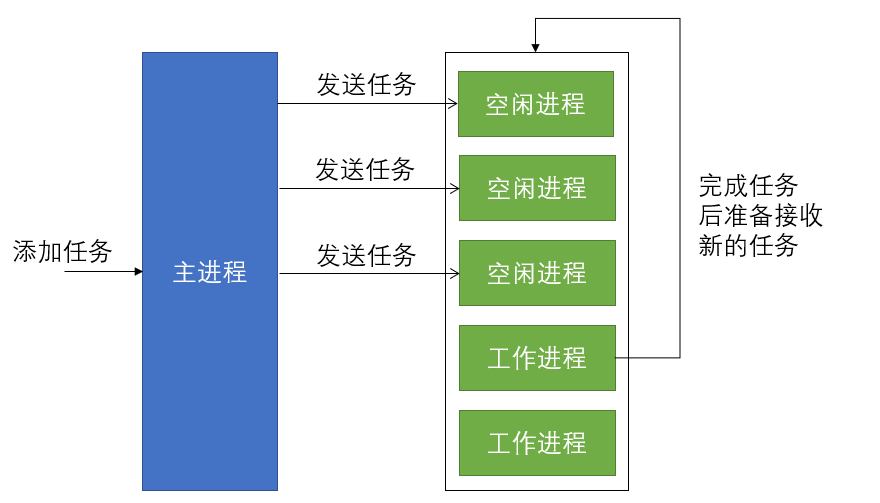 发送任务
空闲进程
发送任务
空闲进程
完成任务
后准备接收
新的任务
添加任务
主进程
发送任务
空闲进程
工作进程
工作进程